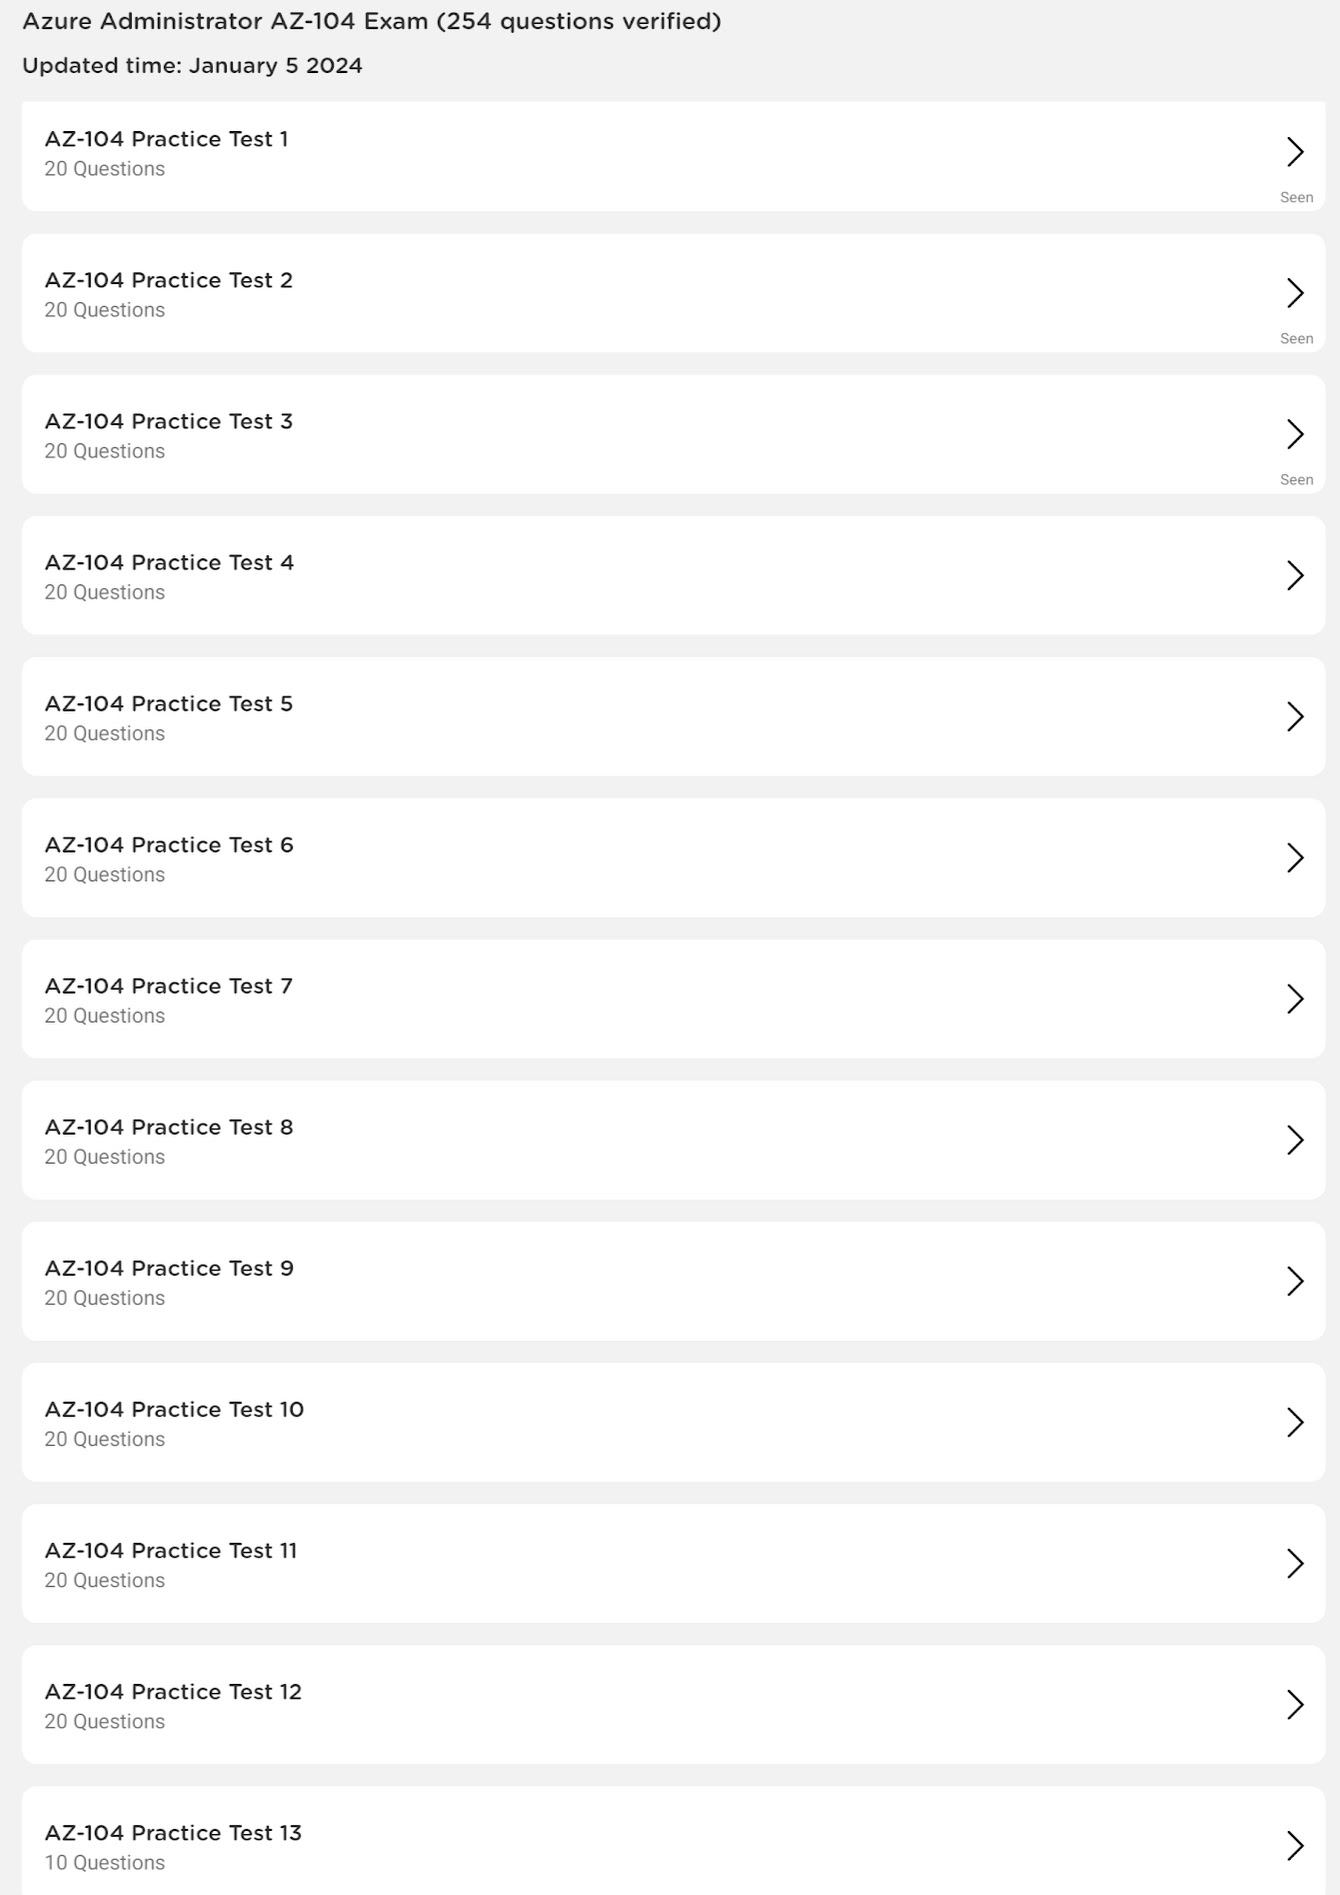 Azure Administrator AZ-104 Exam (254 questions verified)
Updated time: January 5 2024
AZ-104 Practice Test 1
20 Questions
Seen
AZ-104 Practice Test 2
20 Questions
Seen
AZ-104 Practice Test 3
20 Questions
Seen
AZ-104 Practice Test 4
20 Questions
AZ-104 Practice Test 5
20 Questions
AZ-104 Practice Test 6
20 Questions
AZ-104 Practice Test 7
20 Questions
AZ-104 Practice Test 8
20 Questions
AZ-104 Practice Test 9
20 Questions
AZ-104 Practice Test 10
20 Questions
AZ-104 Practice Test 11
20 Questions
AZ-104 Practice Test 12
20 Questions
AZ-104 Practice Test 13
10 Questions